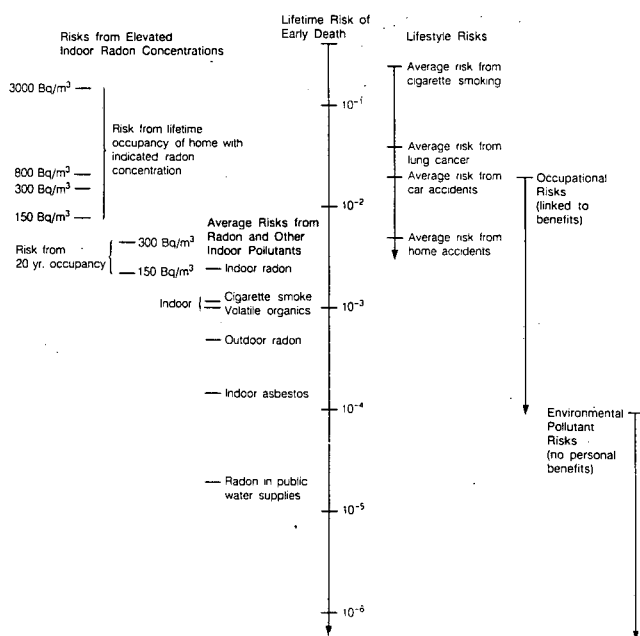 Risks from Elevated
Indoor Radon Concentrations
3000 Bq/m³
800 Bq/m³
300 Bq/m³
150 Bq/m³
Risk from lifetime
occupancy of home with
indicated radon
concentration
Risk from
20 yr. occupancy
300 Bq/m³
150 Bq/m³
Average Risks from
Radon and Other
Indoor Pollutants
Indoor radon
Indoor
Cigarette smoke
Volatile organics
Outdoor radon
Indoor asbestos
Radon in public
water supplies
Lifetime Risk of
Early Death
10⁻¹
10⁻²
10⁻³
10⁻⁴
10⁻⁵
10⁻⁶
Lifestyle Risks
Average risk from
cigarette smoking
Average risk from
lung cancer
Average risk from
car accidents
Average risk from
home accidents
Occupational
Risks
(linked to
benefits)
Environmental
Pollutant
Risks
(no personal
benefits)